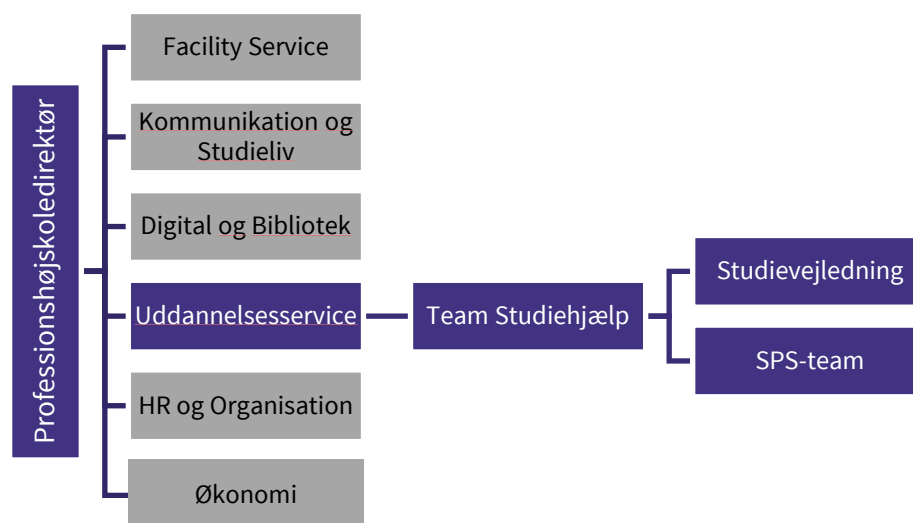 Professionshøjskoledirektør
Facility Service
Kommunikation og
Studieliv
Digital og Bibliotek
Uddannelsesservice
HR og Organisation
Økonomi
Team Studiehjælp
Studievejledning
SPS-team